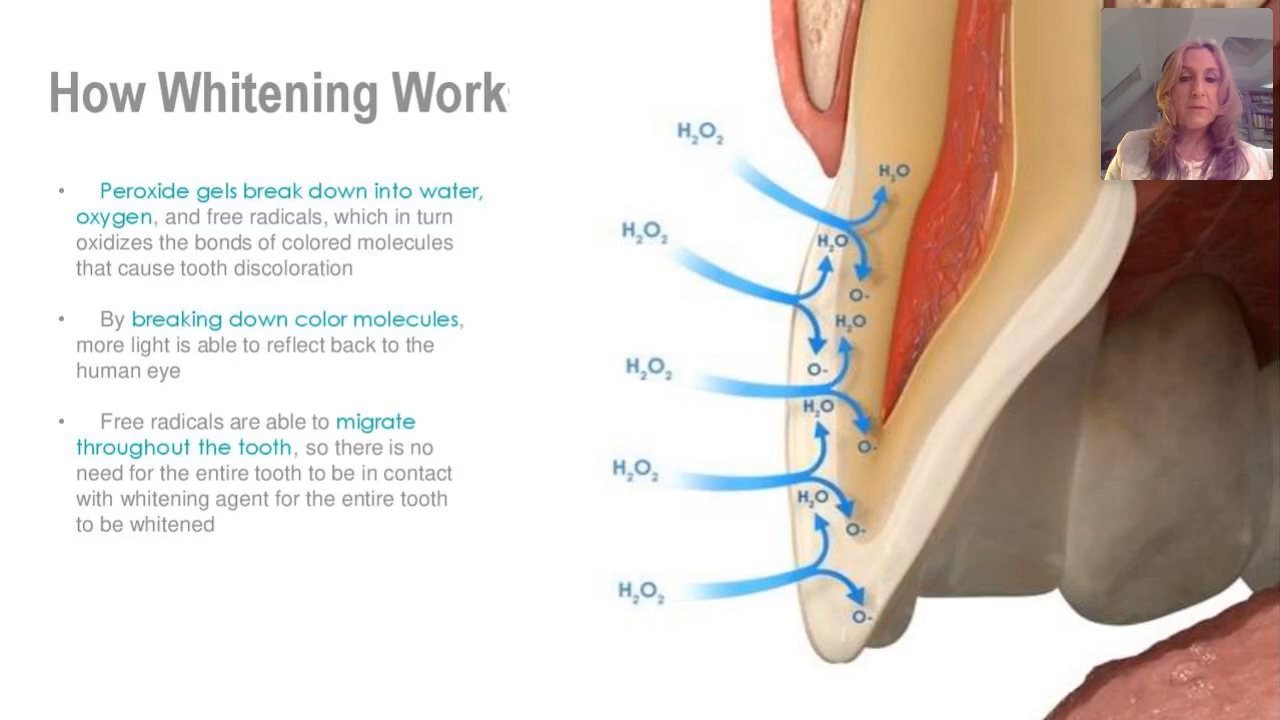 How Whitening Work
• Peroxide gels break down into water,
oxygen, and free radicals, which in turn
oxidizes the bonds of colored molecules
that cause tooth discoloration
• By breaking down color molecules,
more light is able to reflect back to the
human eye
• Free radicals are able to migrate
throughout the tooth, so there is no
need for the entire tooth to be in contact
with whitening agent for the entire tooth
to be whitened
H₂O₂
H₂O
H₂O₂
H₂O
O-
H₂O
H₂O₂
O-
H₂O
O-
H₂O₂
H₂O
O-
H₂O₂
O-